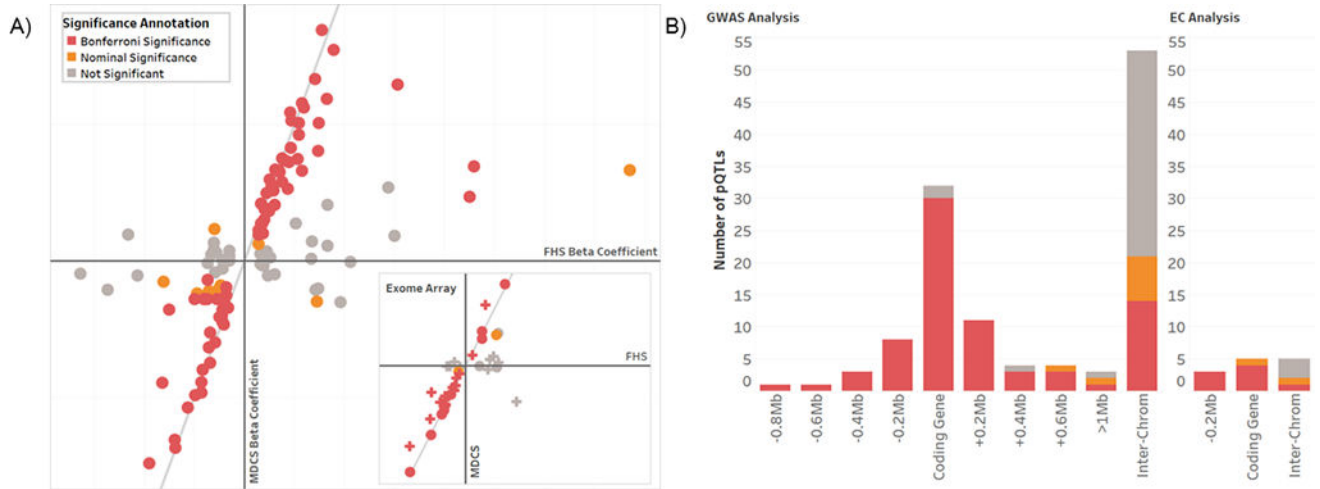 A)
Significance Annotation
Bonferroni Significance
Nominal Significance
Not Significant
FHS Beta Coefficient
MDCS Beta Coefficient
Exome Array
FHS
MDCS
B)
GWAS Analysis
EC Analysis
Number of pQTLs
55
50
45
40
35
30
25
20
15
10
5
0
-0.8Mb
-0.6Mb
-0.4Mb
-0.2Mb
Coding Gene
+0.2Mb
+0.4Mb
+0.6Mb
>1Mb
Inter-Chrom
55
50
45
40
35
30
25
20
15
10
5
0
-0.2Mb
Coding Gene
Inter-Chrom